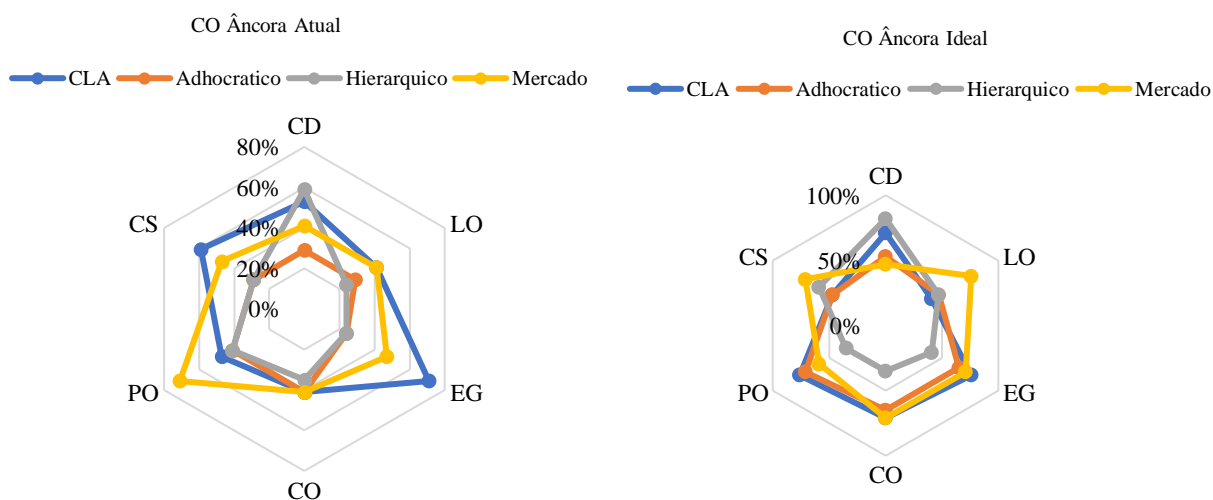 CO Âncora Atual
CLA Adhocratico Hierarquico Mercado
CD
80%
60%
40%
20%
0%
CS
LO
PO
EG
CO
CO Âncora Ideal
CLA Adhocratico Hierarquico Mercado
CD
100%
50%
0%
CS
LO
PO
EG
CO